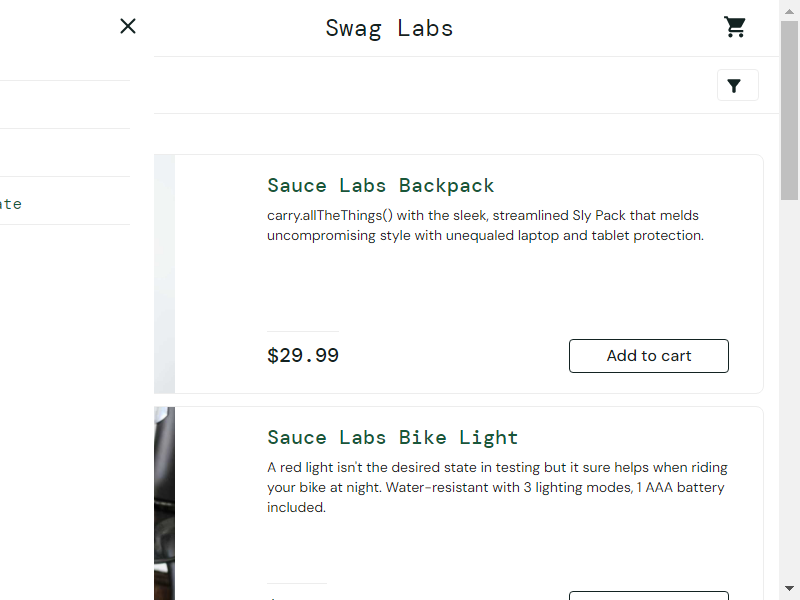 Swag Labs
Sauce Labs Backpack
carry.allTheThings() with the sleek, streamlined Sly Pack that melds
uncompromising style with unequaled laptop and tablet protection.
$29.99
Add to cart
Sauce Labs Bike Light
A red light isn't the desired state in testing but it sure helps when riding
your bike at night. Water-resistant with 3 lighting modes, 1 AAA battery
included.